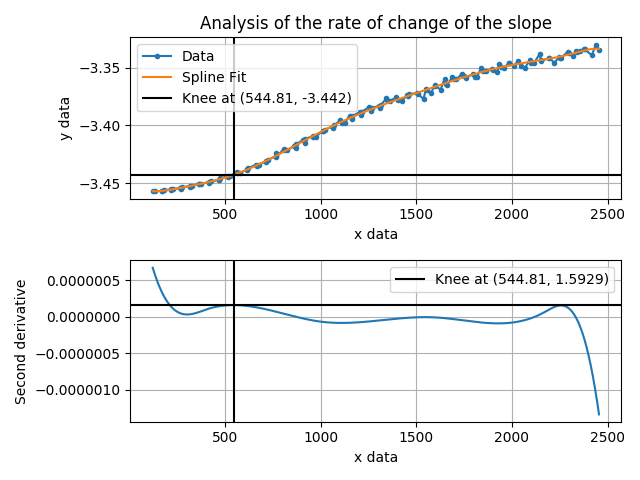 Analysis of the rate of change of the slope
Data
Spline Fit
Knee at (544.81, -3.442)
y data
−3.35
−3.40
−3.45
500 1000 1500 2000 2500
x data
Knee at (544.81, 1.5929)
Second derivative
0.0000005
0.0000000
−0.0000005
−0.0000010
500 1000 1500 2000 2500
x data